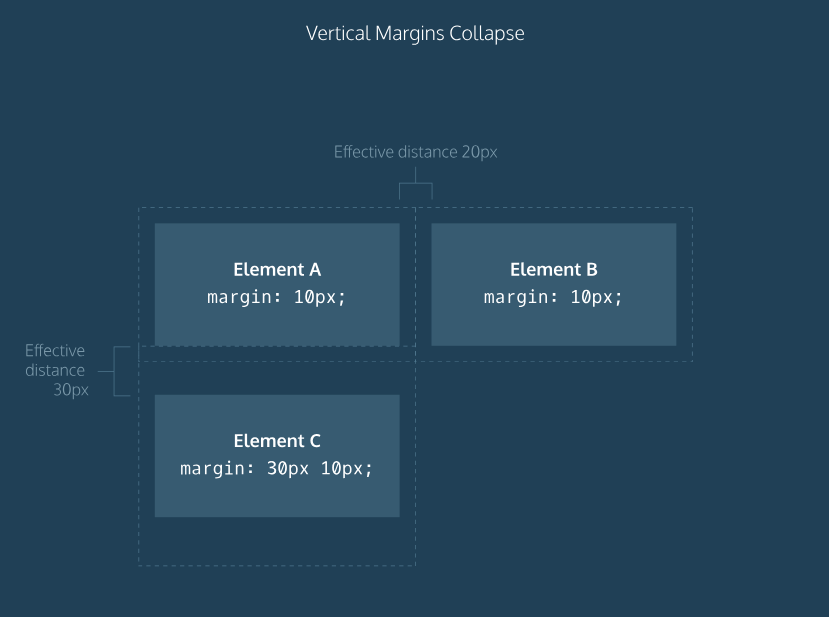 Vertical Margins Collapse
Effective distance 20px
Element A
margin: 10px;
Element B
margin: 10px;
Effective
distance
30px
Element C
margin: 30px 10px;